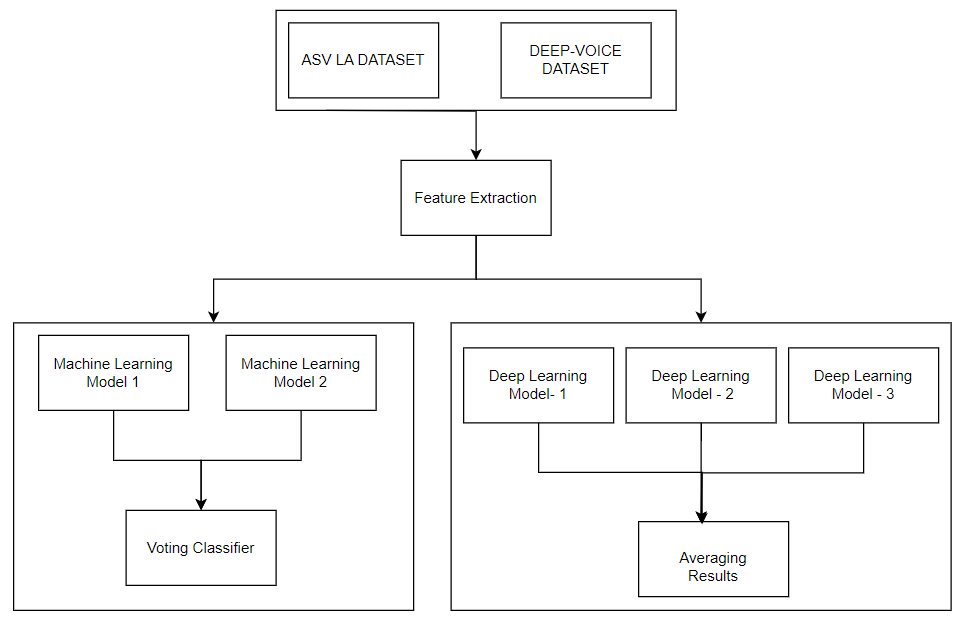 ASV LA DATASET
DEEP-VOICE
DATASET
Feature Extraction
Machine Learning
Model 1
Machine Learning
Model 2
Deep Learning
Model- 1
Deep Learning
Model - 2
Deep Learning
Model - 3
Voting Classifier
Averaging
Results